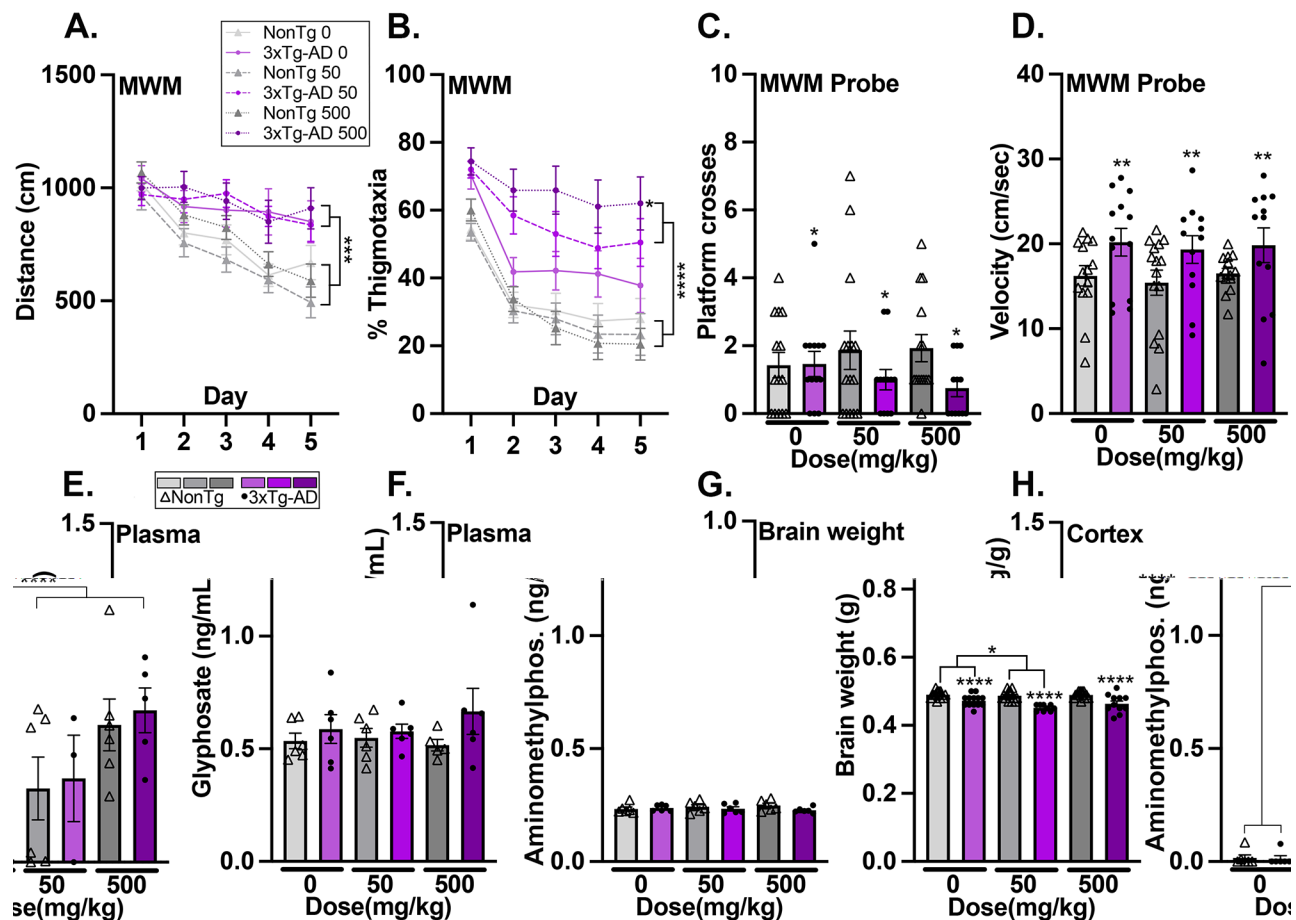 A.
B.
C.
D.
NonTg 0
3xTg-AD 0
NonTg 50
3xTg-AD 50
NonTg 500
3xTg-AD 500
MWM
Distance (cm)
1500
1000
500
0
Day
1 2 3 4 5
***
MWM
% Thigmotaxia
100
80
60
40
20
0
Day
1 2 3 4 5
*
****
MWM Probe
Platform crosses
10
8
6
4
2
0
* * *
0 50 500
Dose(mg/kg)
MWM Probe
Velocity (cm/sec)
40
30
20
10
0
** ** **
0 50 500
Dose(mg/kg)
E.
F.
G.
H.
NonTg 3xTg-AD
1.5
Plasma
1.5
Plasma
/mL)
1.0
Brain weight
g/g)
1.5
Cortex
50 500
se(mg/kg)
Glyphosate (ng/mL
1.0
0.5
0.0
0 50 500
Dose(mg/kg)
Aminomethylphos. (ng/
1.0
0.5
0.0
0 50 500
Dose(mg/kg)
Brain weight (g)
0.8
0.6
0.4
0.2
0.0
*
**** **** ****
0 50 500
Dose(mg/kg)
Aminomethylphos. (ng
1.0
0.5
0.0
0
Dos